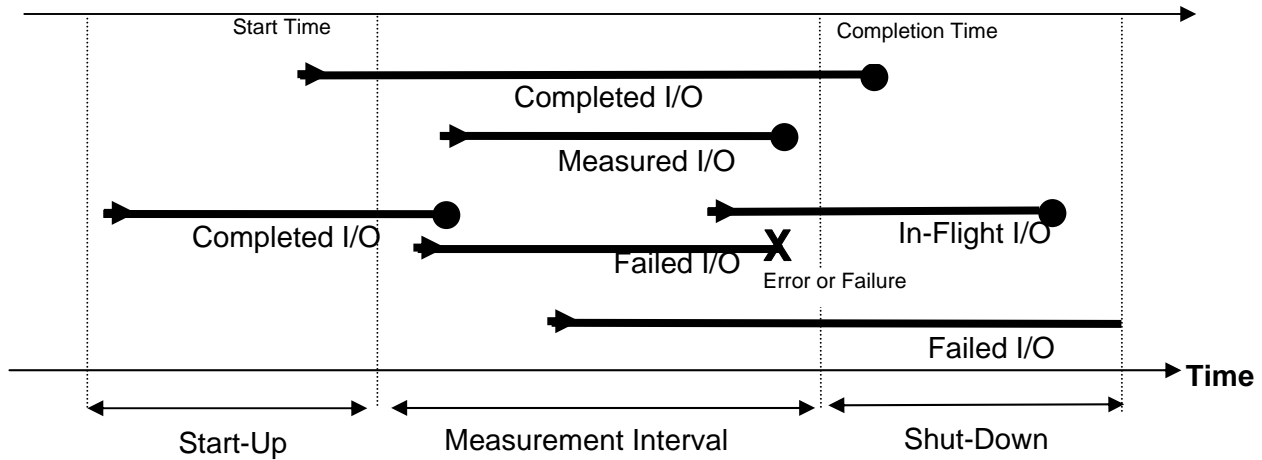 Start Time
Completion Time
Completed I/O
Measured I/O
Completed I/O
In-Flight I/O
Failed I/O
X
Error or Failure
Failed I/O
Time
Start-Up
Measurement Interval
Shut-Down